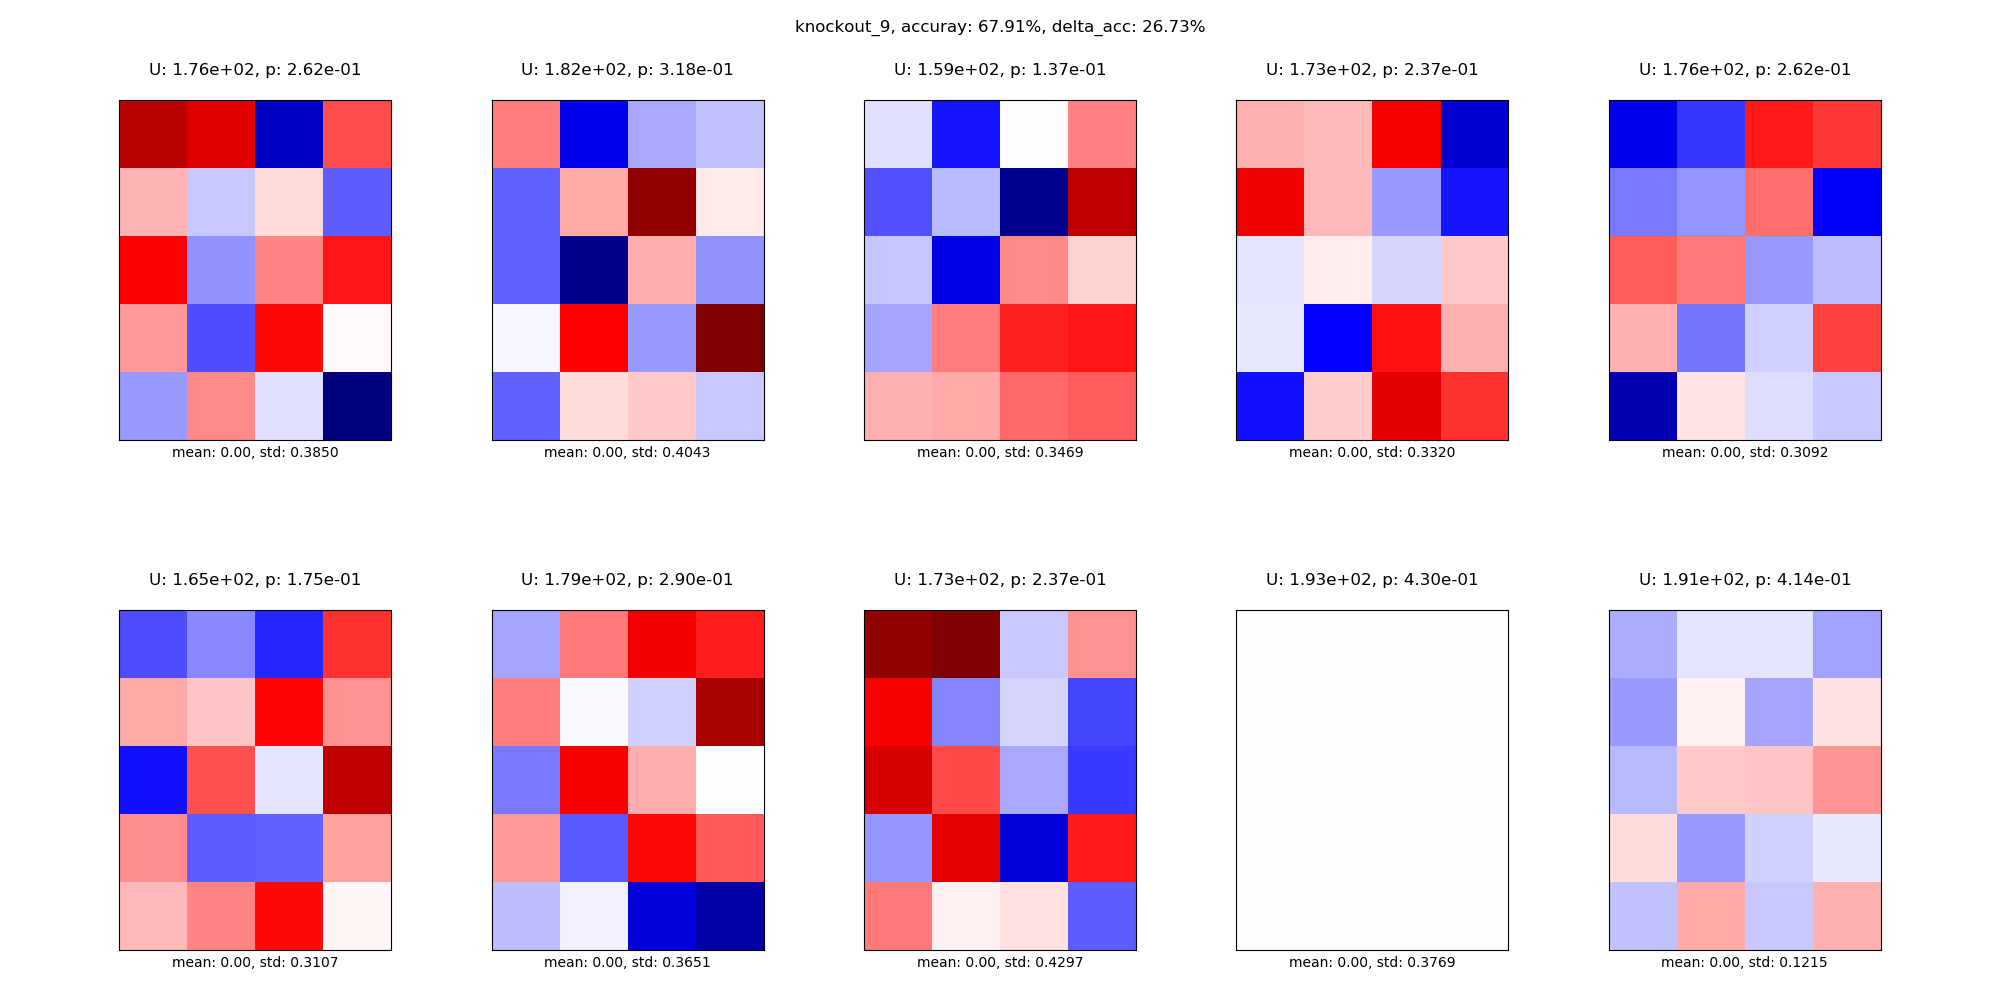 knockout_9, accuray: 67.91%, delta_acc: 26.73%
U: 1.76e+02, p: 2.62e-01
U: 1.82e+02, p: 3.18e-01
U: 1.59e+02, p: 1.37e-01
U: 1.73e+02, p: 2.37e-01
U: 1.76e+02, p: 2.62e-01
mean: 0.00, std: 0.3850
mean: 0.00, std: 0.4043
mean: 0.00, std: 0.3469
mean: 0.00, std: 0.3320
mean: 0.00, std: 0.3092
U: 1.65e+02, p: 1.75e-01
U: 1.79e+02, p: 2.90e-01
U: 1.73e+02, p: 2.37e-01
U: 1.93e+02, p: 4.30e-01
U: 1.91e+02, p: 4.14e-01
mean: 0.00, std: 0.3107
mean: 0.00, std: 0.3651
mean: 0.00, std: 0.4297
mean: 0.00, std: 0.3769
mean: 0.00, std: 0.1215